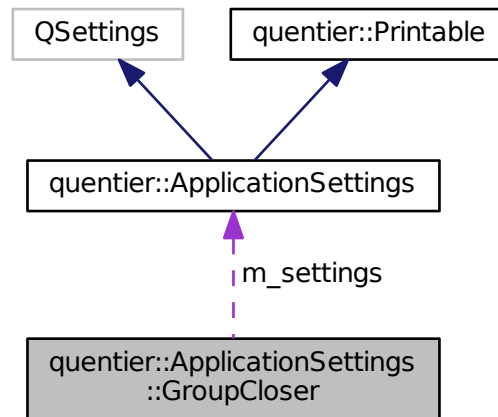 QSettings
quentier::Printable
quentier::ApplicationSettings
m_settings
quentier::ApplicationSettings
::GroupCloser